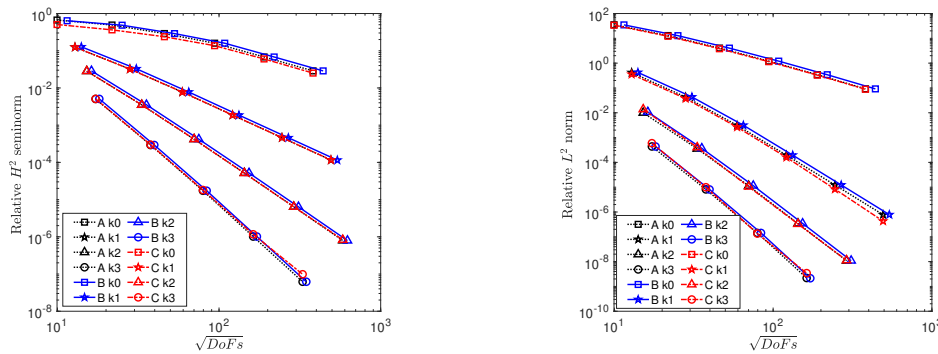 10^0
10^-2
10^-4
10^-6
10^-8
Relative H^2 seminorm
A k0
A k1
A k2
A k3
B k0
B k1
B k2
B k3
C k0
C k1
C k2
C k3
10^1
10^2
10^3
√DoFs
10^2
10^0
10^-2
10^-4
10^-6
10^-8
10^-10
Relative L^2 norm
A k0
A k1
A k2
A k3
B k0
B k1
B k2
B k3
C k0
C k1
C k2
C k3
10^1
10^2
10^3
√DoFs